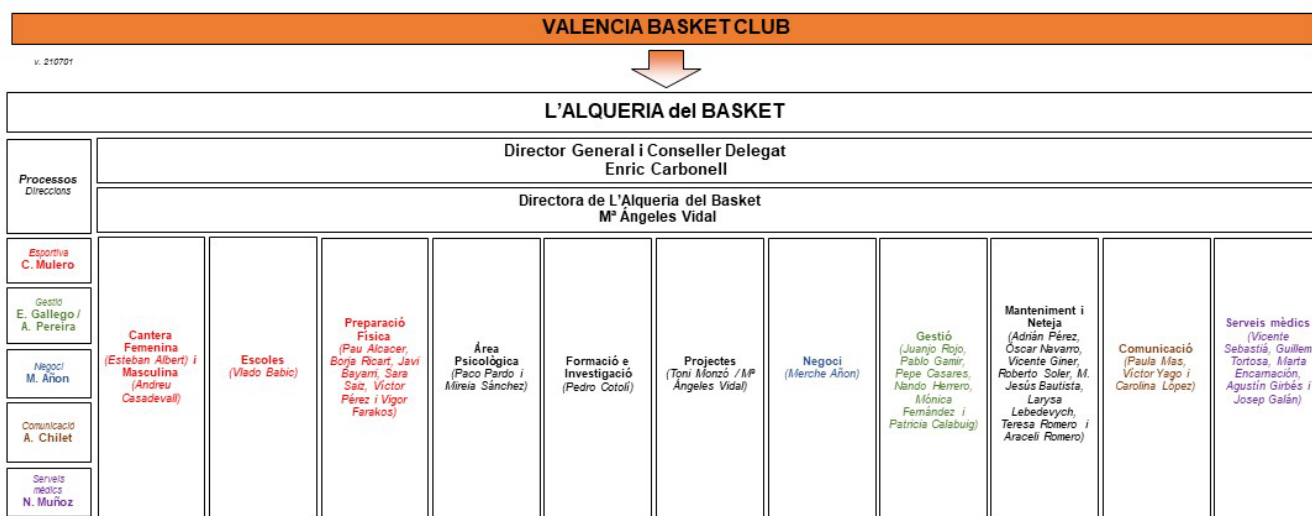 VALENCIA BASKET CLUB
v. 210701
L'ALQUERIA del BASKET
Processos
Direccions
Director General i Conseller Delegat
Enric Carbonell
Directora de L'Alqueria del Basket
Mª Ángeles Vidal
Esportiva
C. Mulero
Gestió
E. Gallego /
A. Pereira
Negoci
M. Añon
Comunicació
A. Chilet
Serveis
mèdics
N. Muñoz
Cantera
Femenina
(Esteban Albert) i
Masculina
(Andreu
Casadevall)
Escoles
(Vlado Babic)
Preparació
Física
(Pau Alcacer,
Borja Ricart, Javi
Bayarri, Sara
Saiz, Víctor
Pérez i Vigor
Farakos)
Área
Psicològica
(Paco Pardo i
Mireia Sánchez)
Formació e
Investigació
(Pedro Cotolí)
Projectes
(Toni Monzó / Mª
Ángeles Vidal)
Negoci
(Merche Añon)
Gestió
(Juanjo Rojo,
Pablo Gamir,
Pepe Casares,
Nando Herrero,
Mónica
Fernández i
Patricia Calabuig)
Manteniment i
Neteja
(Adrián Pérez,
Óscar Navarro,
Vicente Giner,
Roberto Soler, M.
Jesús Bautista,
Larysa
Lebedevych,
Teresa Romero i
Araceli Romero)
Comunicació
(Paula Mas,
Víctor Yago i
Carolina López)
Serveis mèdics
(Vicente
Sebastiá, Guillem
Tortosa, Marta
Encarnación,
Agustín Girbés i
Josep Galán)